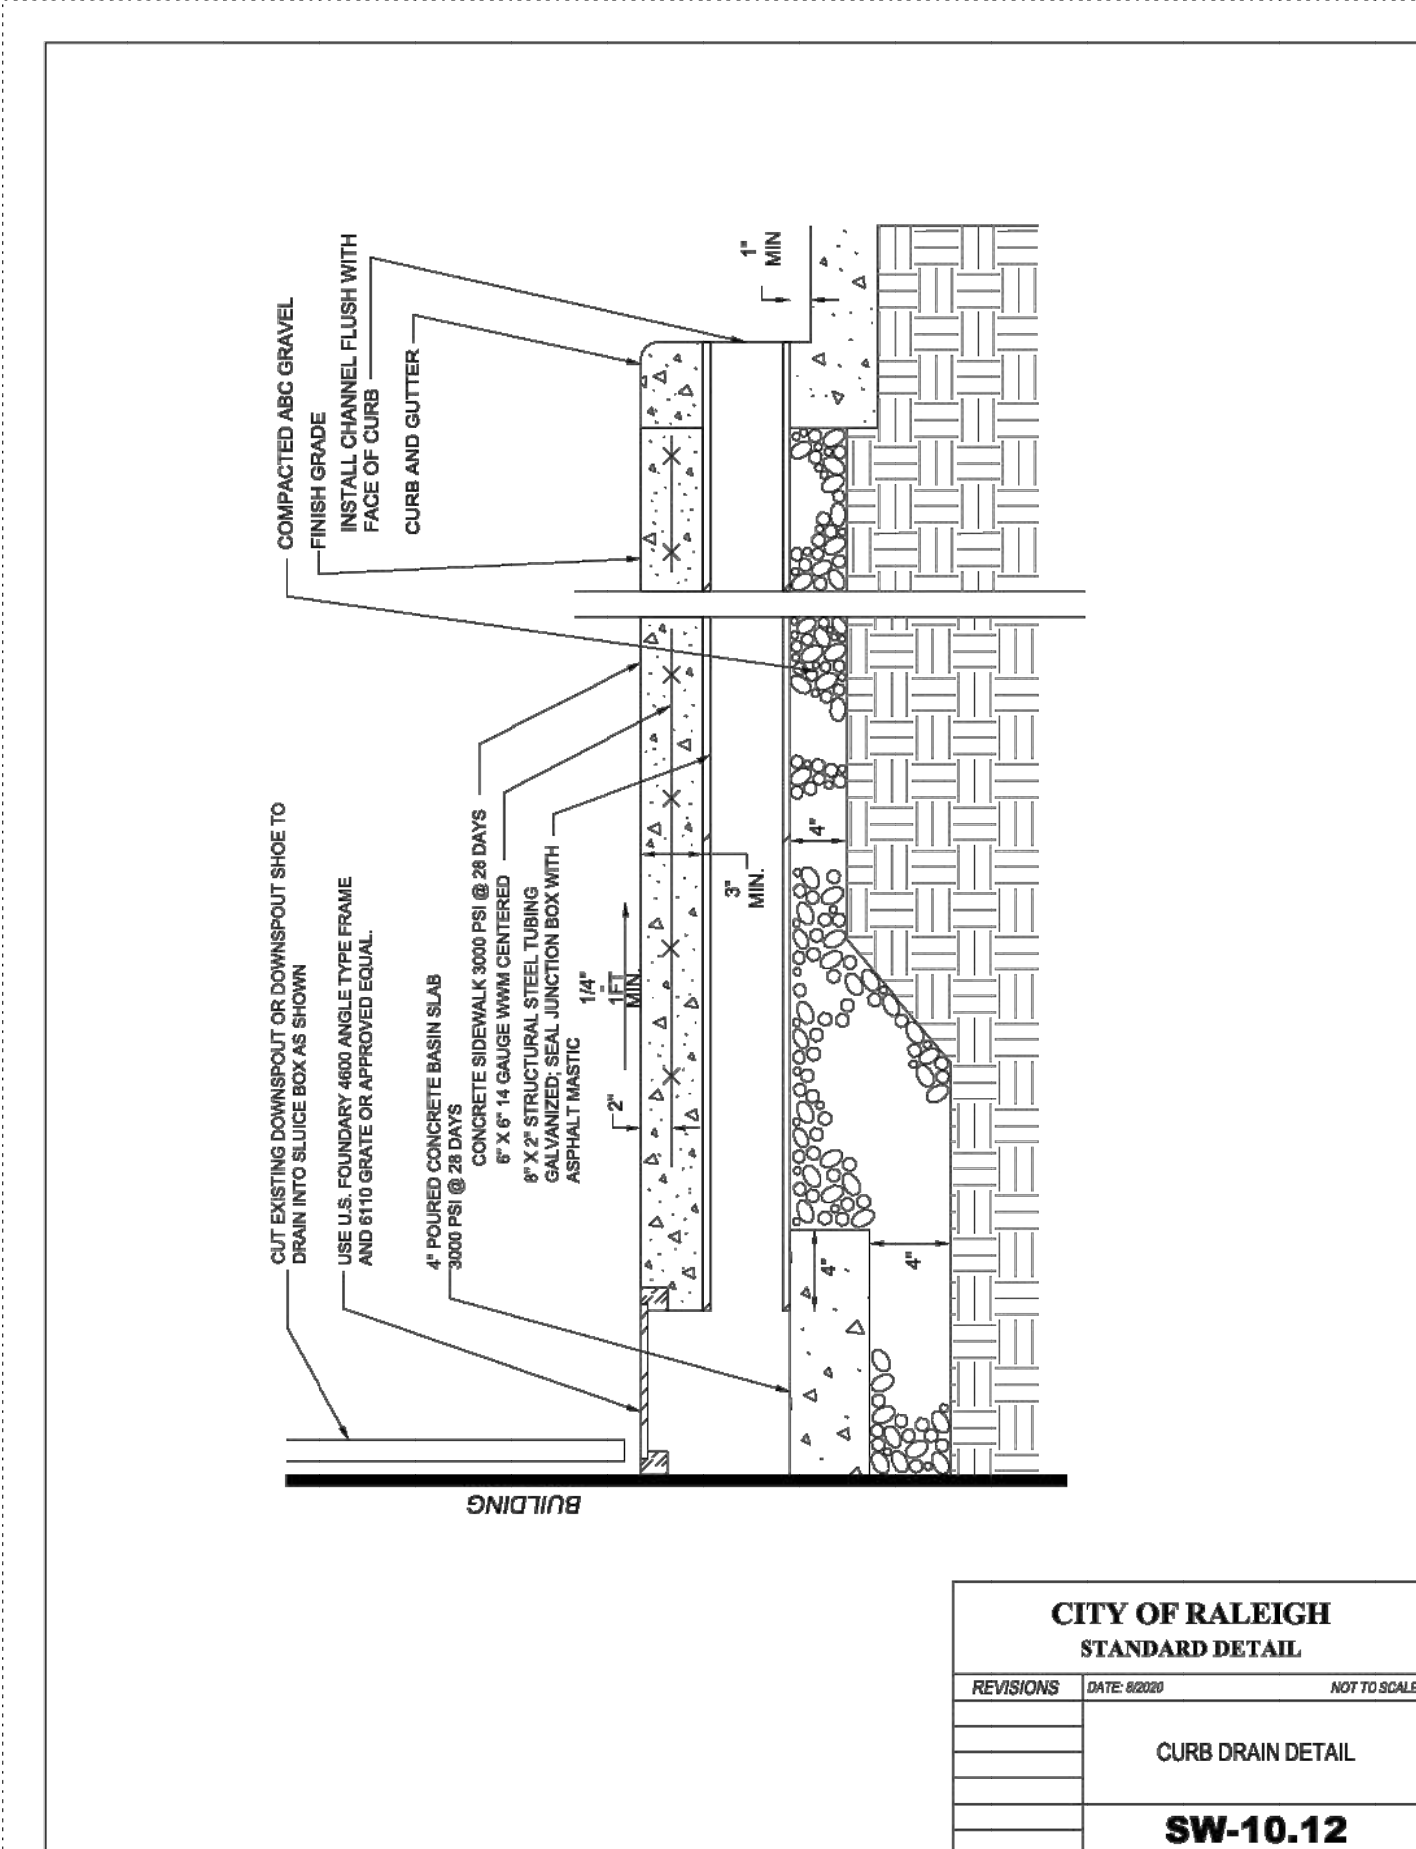 COMPACTED ABC GRAVEL
FINISH GRADE
INSTALL CHANNEL FLUSH WITH
FACE OF CURB
CURB AND GUTTER
1"
MIN
CUT EXISTING DOWNSPOUT OR DOWNSPOUT SHOE TO
DRAIN INTO SLUICE BOX AS SHOWN
USE U.S. FOUNDARY 4600 ANGLE TYPE FRAME
AND 6110 GRATE OR APPROVED EQUAL.
4" POURED CONCRETE BASIN SLAB
3000 PSI @ 28 DAYS
CONCRETE SIDEWALK 3000 PSI @ 28 DAYS
6" X 6" 14 GAUGE WWM CENTERED
8" X 2" STRUCTURAL STEEL TUBING
GALVANIZED; SEAL JUNCTION BOX WITH
ASPHALT MASTIC
1/4"
1FT
MIN.
2"
3"
MIN.
4"
4"
4"
BUILDING
CITY OF RALEIGH
STANDARD DETAIL
REVISIONS
DATE: 8/2020
NOT TO SCALE
CURB DRAIN DETAIL
SW-10.12